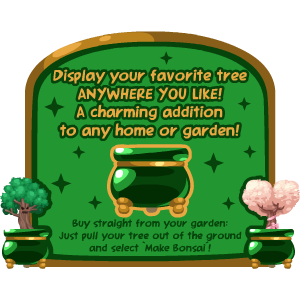 Display your favorite tree
ANYWHERE YOU LIKE!
A charming addition
to any home or garden!
Buy straight from your garden:
Just pull your tree out of the ground
and select "Make Bonsai"!